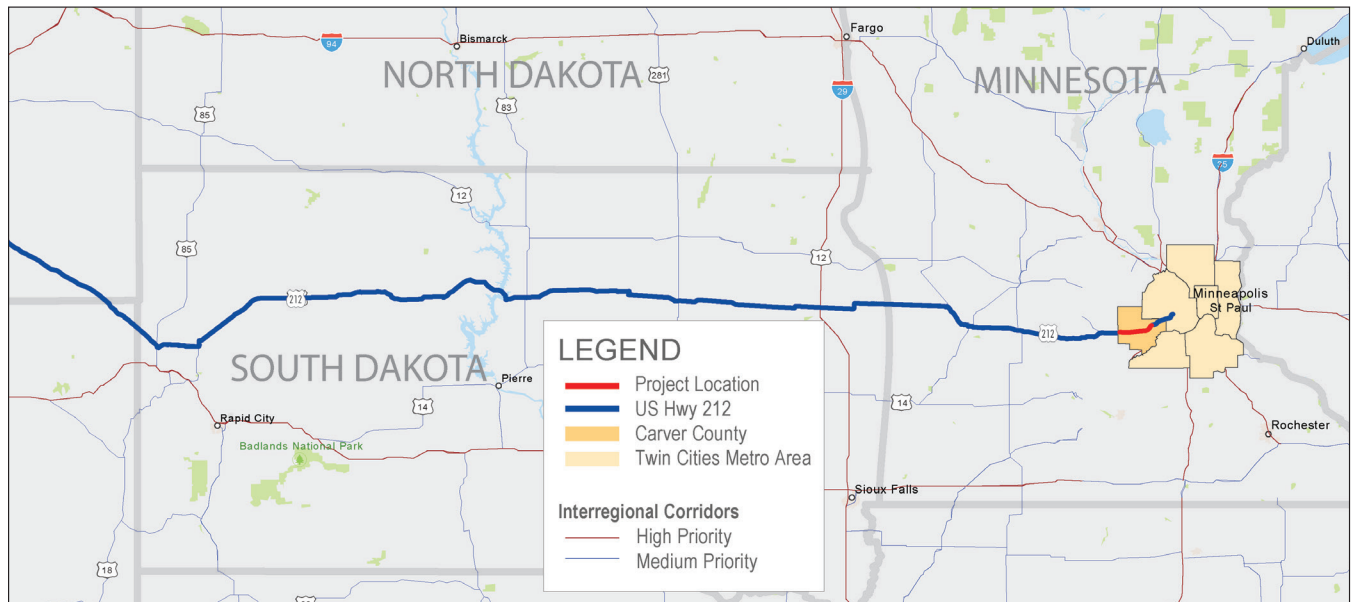 Fargo
Duluth
94
Bismarck
NORTH DAKOTA
281
MINNESOTA
29
83
85
35
12
85
12
212
Minneapolis
St Paul
212
LEGEND
Project Location
US Hwy 212
Carver County
Twin Cities Metro Area
Interregional Corridors
High Priority
Medium Priority
SOUTH DAKOTA
Pierre
14
14
Rapid City
Rochester
Badlands National Park
Sioux Falls
18